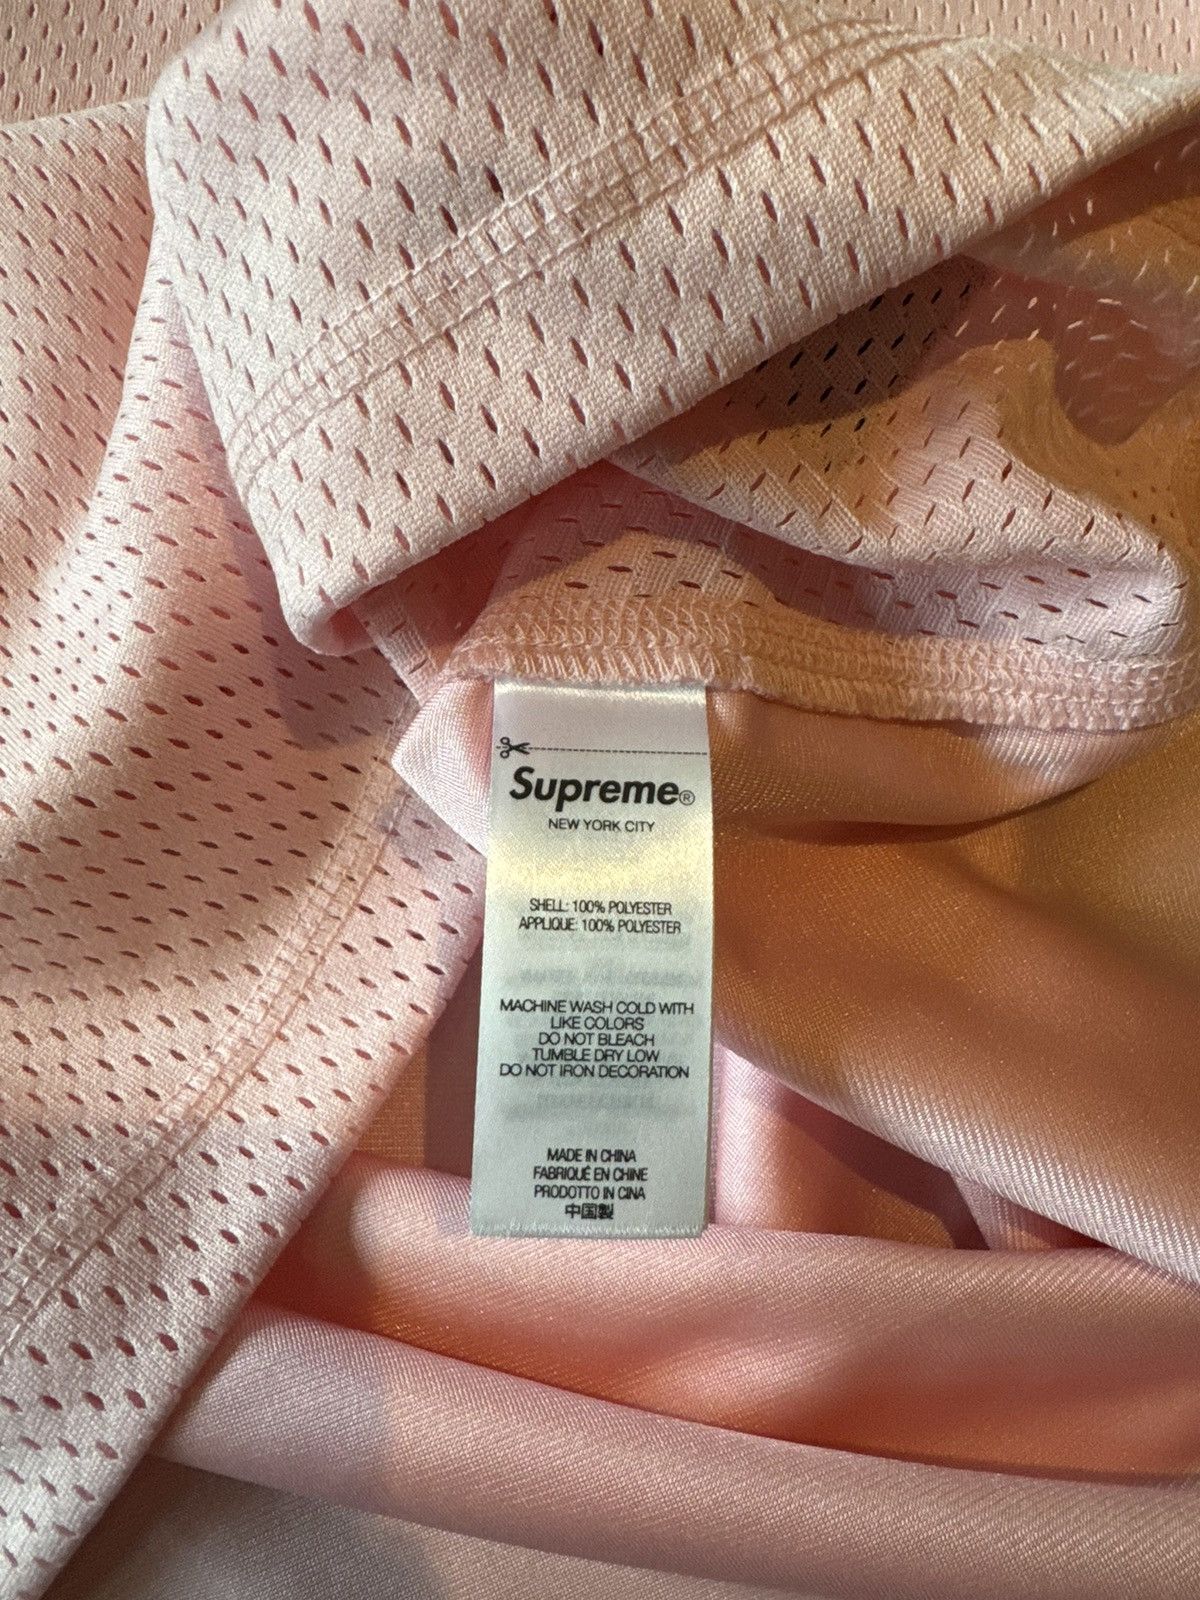 Supreme®
NEW YORK CITY
SHELL: 100% POLYESTER
APPLIQUE: 100% POLYESTER
MACHINE WASH COLD WITH
LIKE COLORS
DO NOT BLEACH
TUMBLE DRY LOW
DO NOT IRON DECORATION
MADE IN CHINA
FABRIQUÉ EN CHINE
PRODOTTO IN CINA
中国製